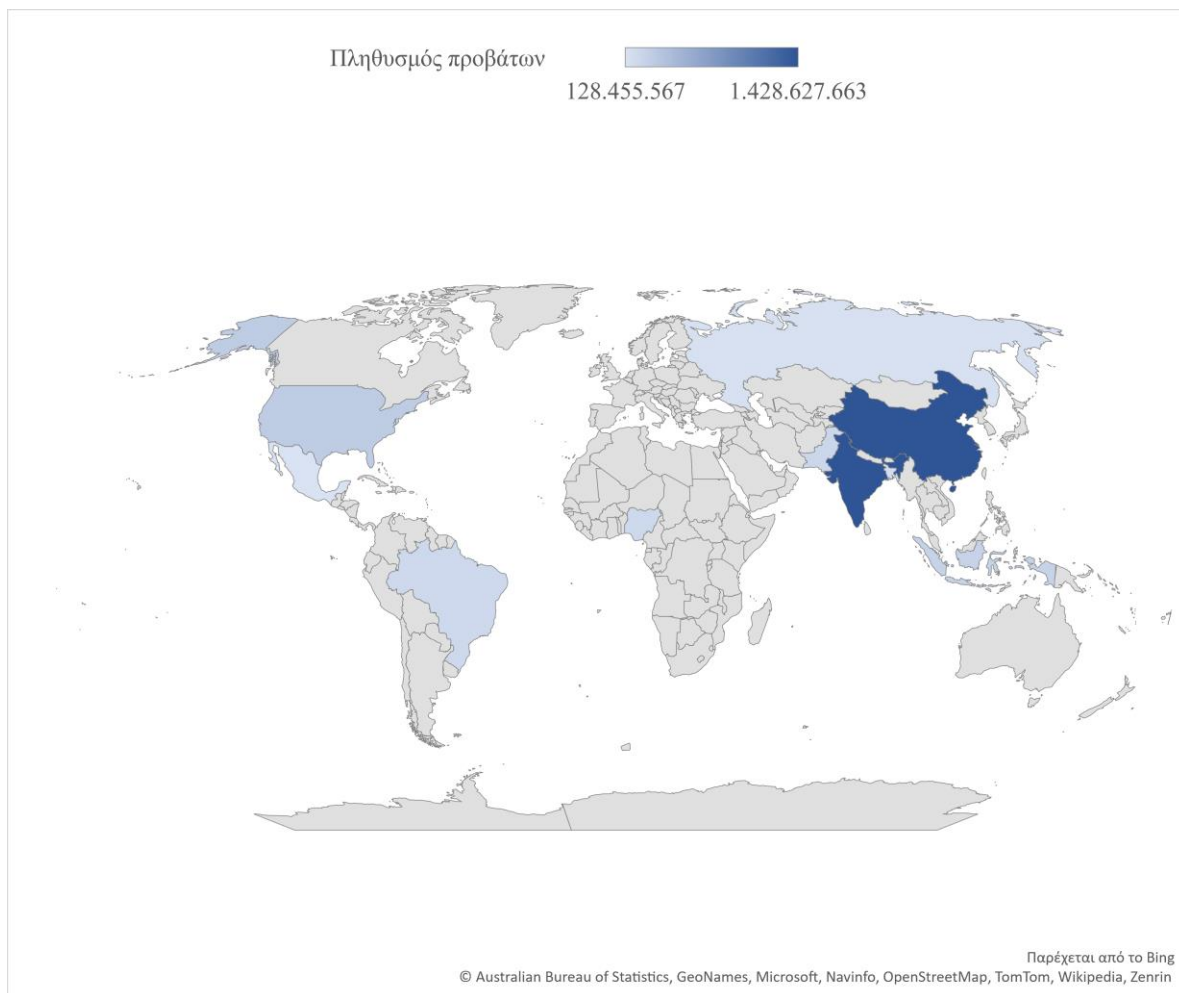 Πληθυσμός προβάτων
128.455.567 1.428.627.663
Παρέχεται από το Bing
© Australian Bureau of Statistics, GeoNames, Microsoft, Navinfo, OpenStreetMap, TomTom, Wikipedia, Zenrin